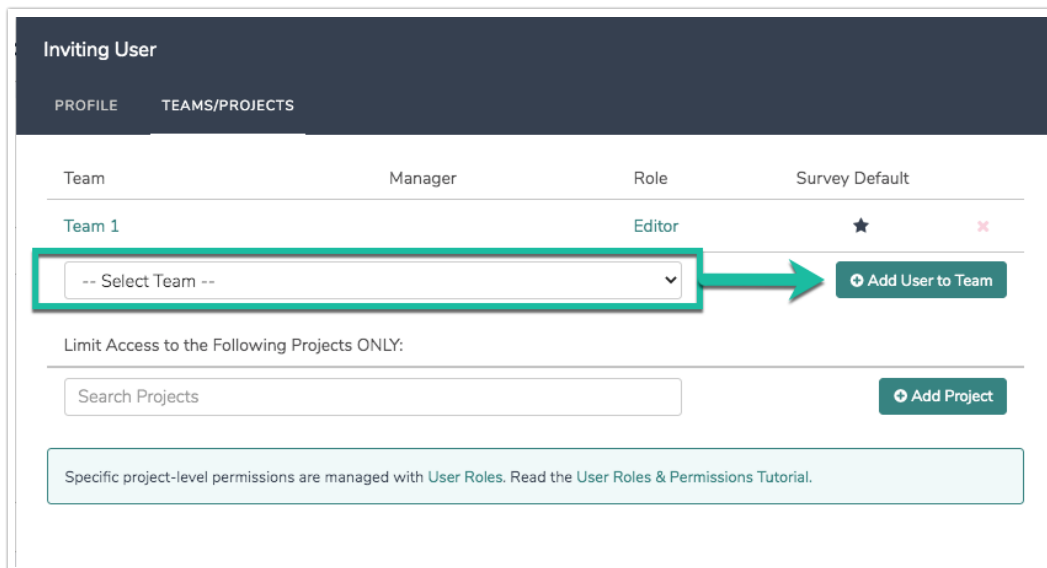 Inviting User
PROFILE TEAMS/PROJECTS
Team Manager Role Survey Default
Team 1 Editor
-- Select Team -- Add User to Team
Limit Access to the Following Projects ONLY:
Search Projects Add Project
Specific project-level permissions are managed with User Roles. Read the User Roles & Permissions Tutorial.